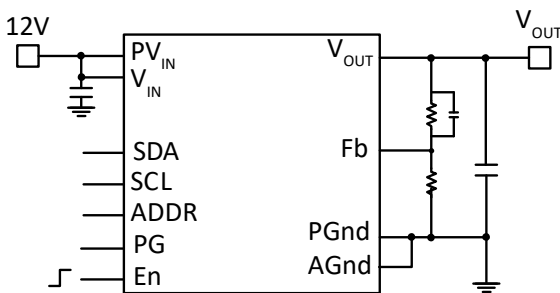 12V
PV_IN
V_IN
SDA
SCL
ADDR
PG
En
V_OUT
Fb
PGnd
AGnd
V_OUT